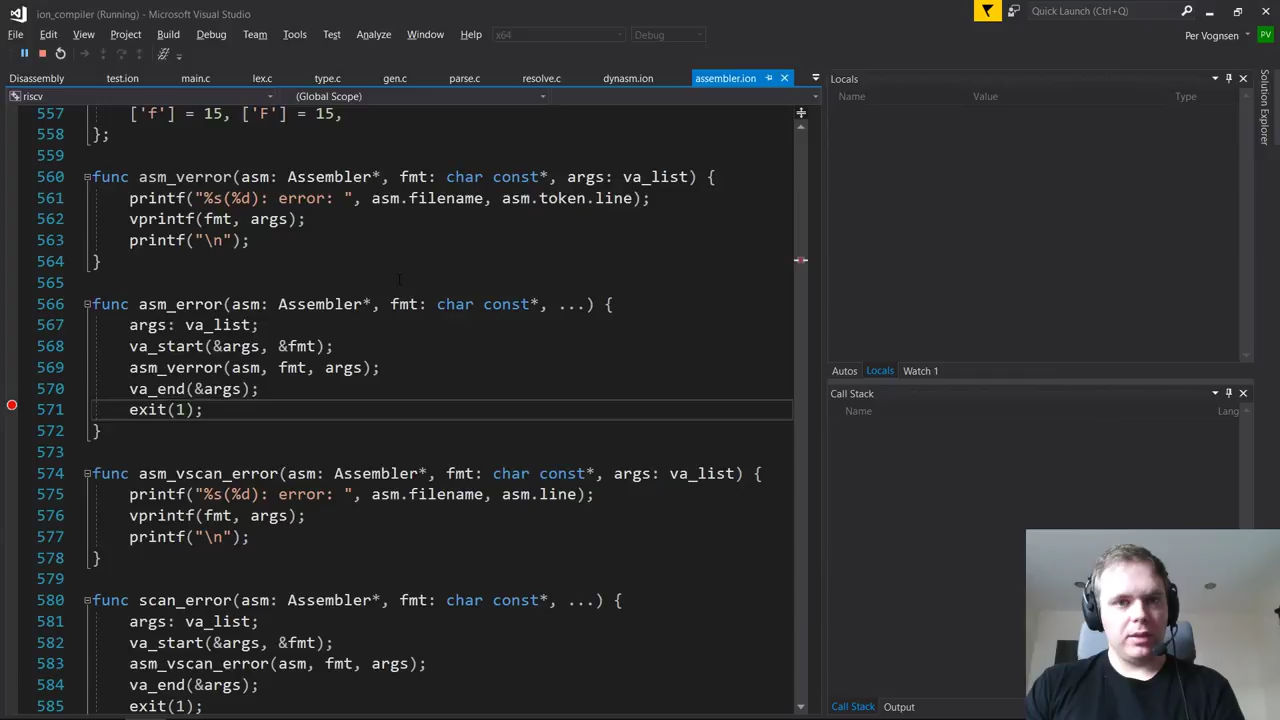 ion_compiler (Running) - Microsoft Visual Studio
Quick Launch (Ctrl+Q)
File Edit View Project Build Debug Team Tools Test Analyze Window Help x64 Debug
Per Vognsen PV
Disassembly test.ion main.c lex.c type.c gen.c parse.c resolve.c dynasm.ion assembler.ion
riscv (Global Scope)
557 ['f'] = 15, ['F'] = 15,
558 };
559
560 func asm_verror(asm: Assembler*, fmt: char const*, args: va_list) {
561 printf("%s(%d): error: ", asm.filename, asm.token.line);
562 vprintf(fmt, args);
563 printf("\n");
564 }
565
566 func asm_error(asm: Assembler*, fmt: char const*, ...) {
567 args: va_list;
568 va_start(&args, &fmt);
569 asm_verror(asm, fmt, args);
570 va_end(&args);
571 exit(1);
572 }
573
574 func asm_vscan_error(asm: Assembler*, fmt: char const*, args: va_list) {
575 printf("%s(%d): error: ", asm.filename, asm.line);
576 vprintf(fmt, args);
577 printf("\n");
578 }
579
580 func scan_error(asm: Assembler*, fmt: char const*, ...) {
581 args: va_list;
582 va_start(&args, &fmt);
583 asm_vscan_error(asm, fmt, args);
584 va_end(&args);
585 exit(1);
Locals
Name Value Type
Autos Locals Watch 1
Call Stack
Name Lang
Call Stack Output
Solution Explorer